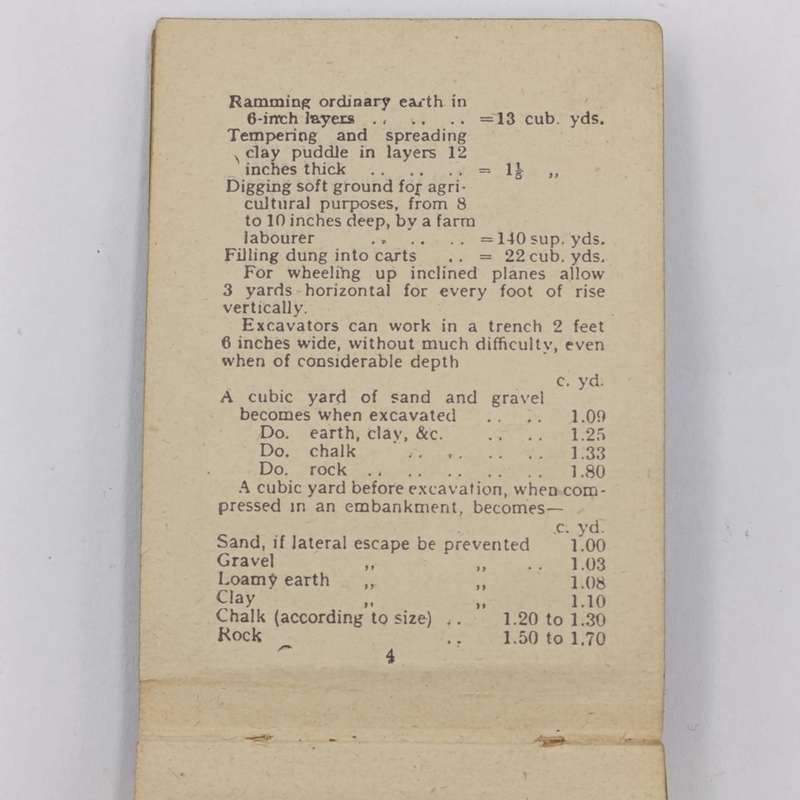 Ramming ordinary earth in
6-inch layers .. .. .. =13 cub. yds.
Tempering and spreading
clay puddle in layers 12
inches thick .. .. .. = 1⅕ ,,
Digging soft ground for agri-
cultural purposes, from 8
to 10 inches deep, by a farm
labourer .. .. .. =140 sup. yds.
Filling dung into carts .. = 22 cub. yds.
For wheeling up inclined planes allow
3 yards horizontal for every foot of rise
vertically.
Excavators can work in a trench 2 feet
6 inches wide, without much difficulty, even
when of considerable depth
c. yd.
A cubic yard of sand and gravel
becomes when excavated .. .. 1.09
Do. earth, clay, &c. .. .. 1.25
Do. chalk .. .. .. .. 1.33
Do. rock .. .. .. .. .. 1.80
A cubic yard before excavation, when com-
pressed in an embankment, becomes—
c. yd.
Sand, if lateral escape be prevented 1.00
Gravel ,, ,, .. 1.03
Loamy earth ,, ,, 1.08
Clay ,, ,, 1.10
Chalk (according to size) .. 1.20 to 1.30
Rock .. 1.50 to 1.70
4